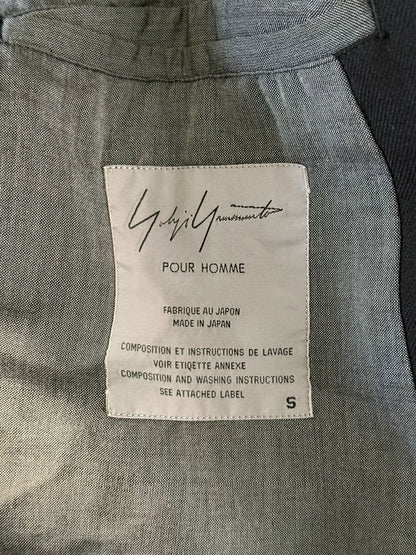 Yohji Yamamoto
POUR HOMME
FABRIQUE AU JAPON
MADE IN JAPAN
COMPOSITION ET INSTRUCTIONS DE LAVAGE
VOIR ETIQETTE ANNEXE
COMPOSITION AND WASHING INSTRUCTIONS
SEE ATTACHED LABEL
S